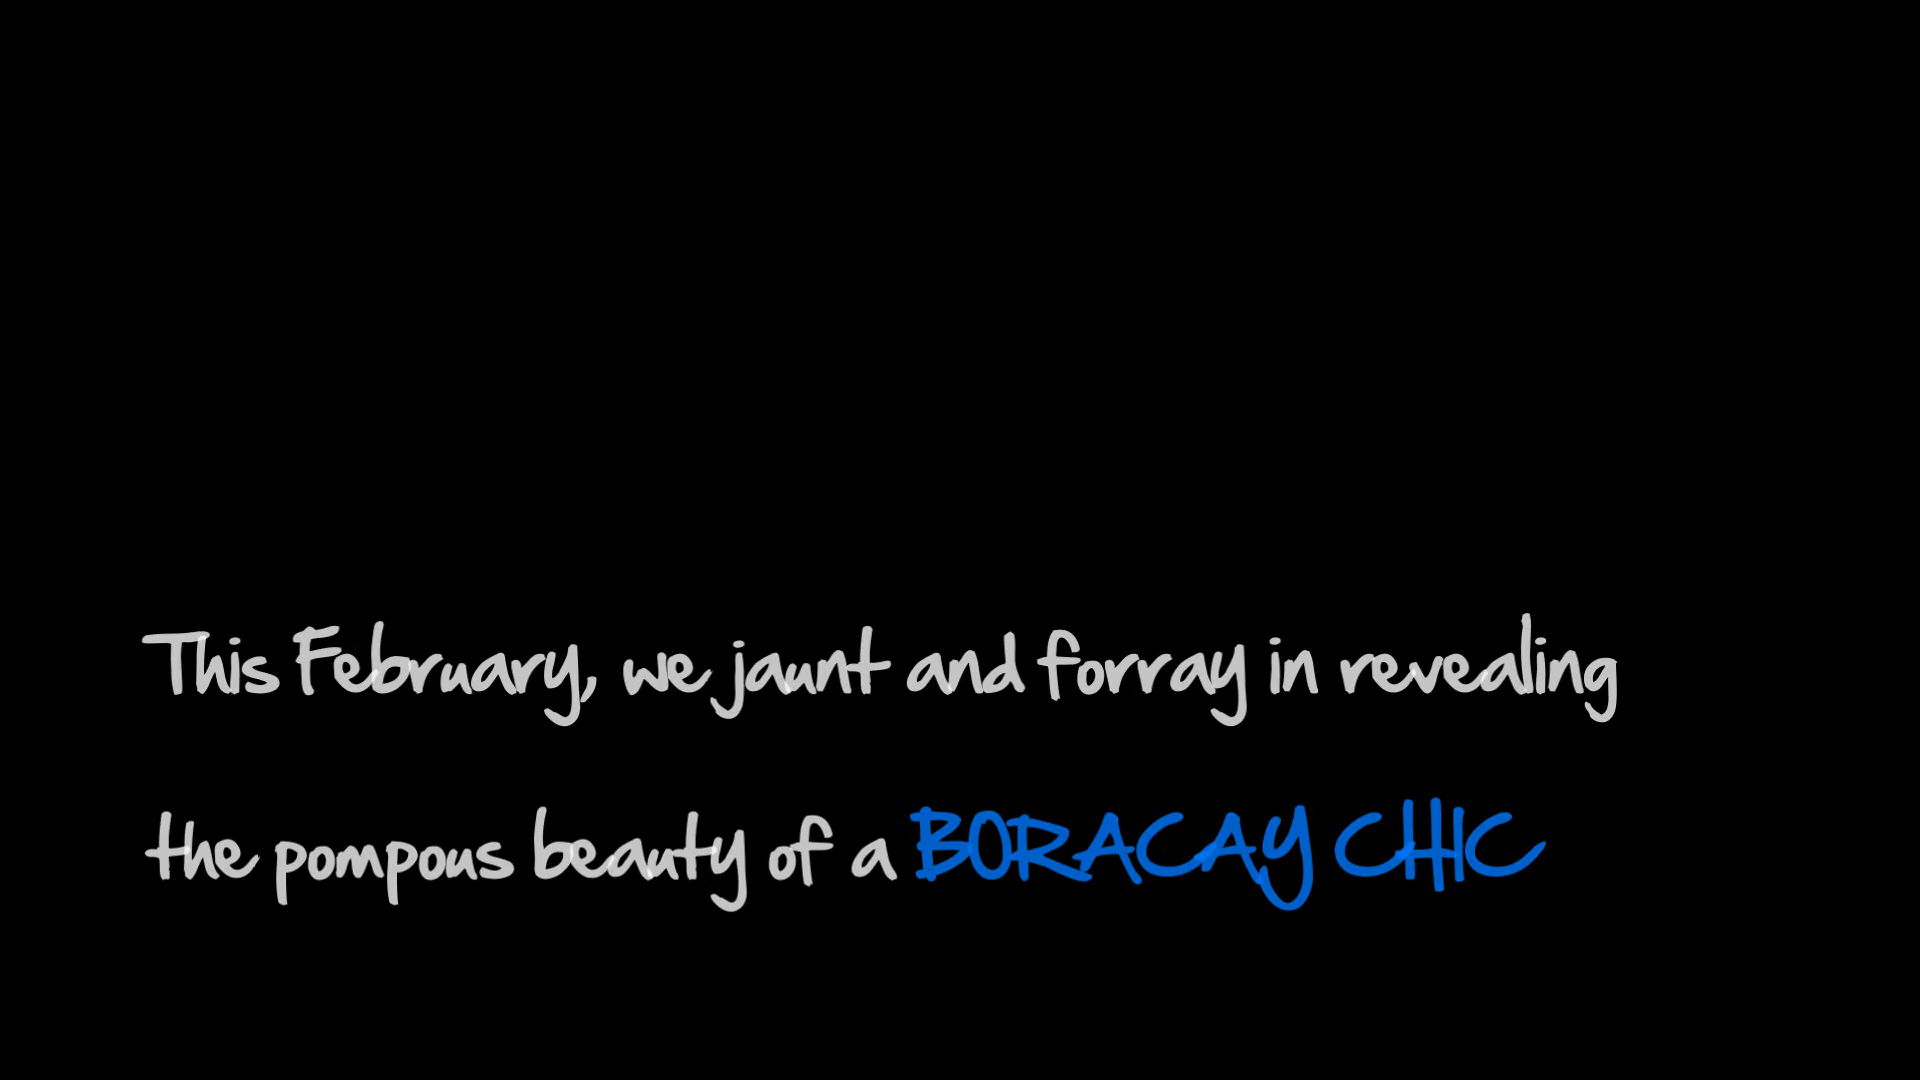 This February, we jaunt and forray in revealing
the pompous beauty of a BORACAY CHIC